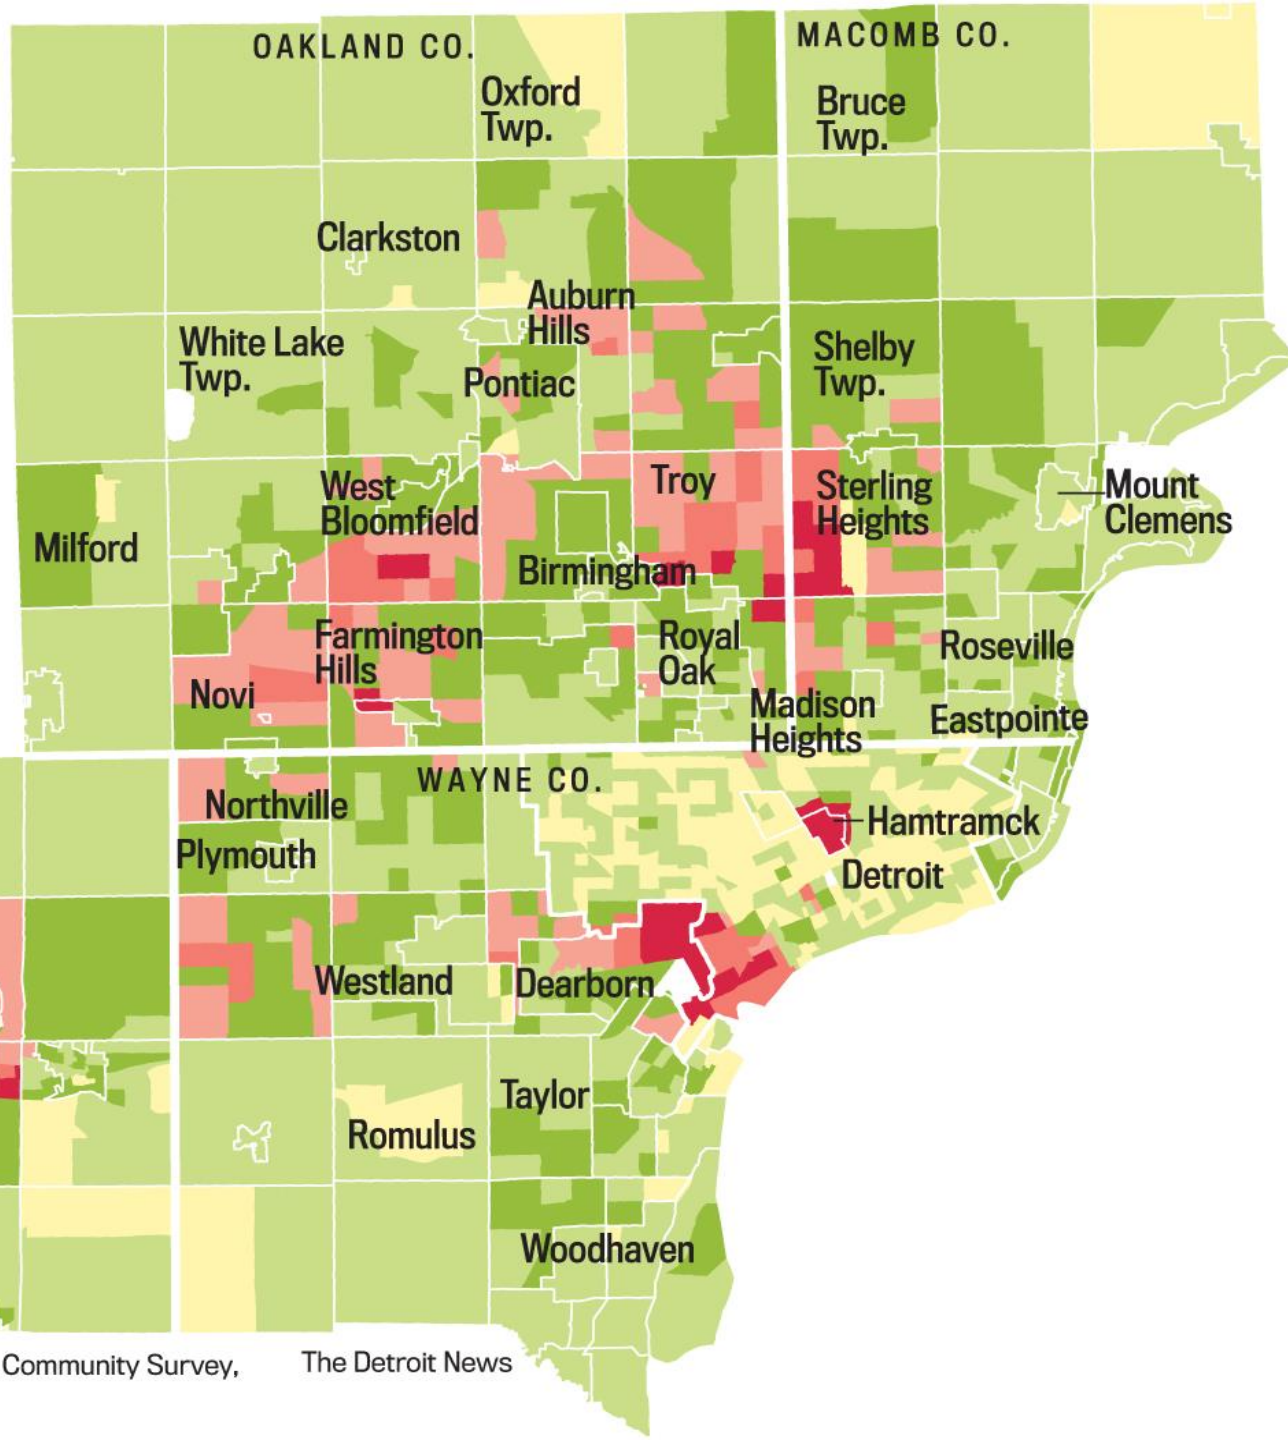 OAKLAND CO.
MACOMB CO.
Oxford
Twp.
Bruce
Twp.
Clarkston
Auburn
Hills
White Lake
Twp.
Pontiac
Shelby
Twp.
West
Bloomfield
Troy
Sterling
Heights
Mount
Clemens
Milford
Birmingham
Farmington
Hills
Royal
Oak
Roseville
Novi
Madison
Heights
Eastpointe
WAYNE CO.
Northville
Hamtramck
Plymouth
Detroit
Westland
Dearborn
Taylor
Romulus
Woodhaven
Community Survey, The Detroit News